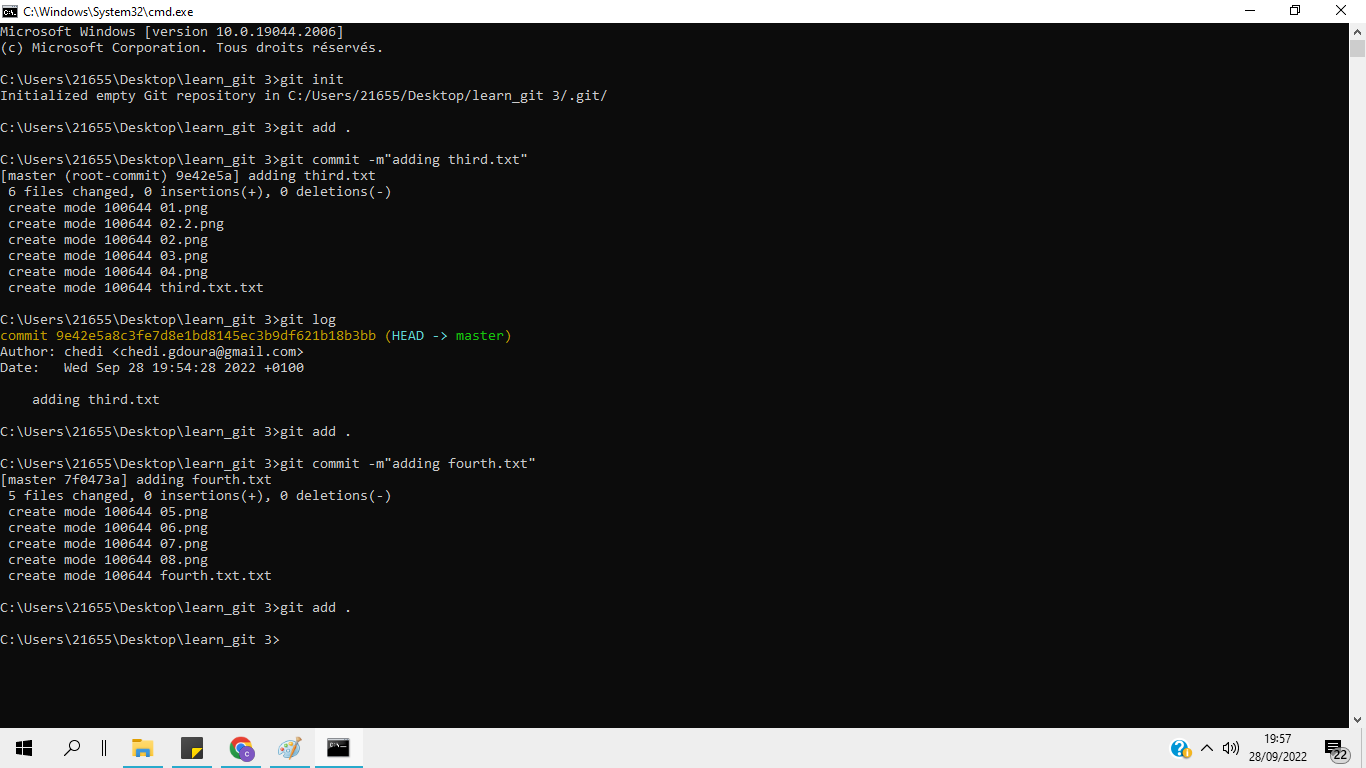 C:\Windows\System32\cmd.exe
Microsoft Windows [version 10.0.19044.2006]
(c) Microsoft Corporation. Tous droits réservés.
C:\Users\21655\Desktop\learn_git 3>git init
Initialized empty Git repository in C:/Users/21655/Desktop/learn_git 3/.git/
C:\Users\21655\Desktop\learn_git 3>git add .
C:\Users\21655\Desktop\learn_git 3>git commit -m"adding third.txt"
[master (root-commit) 9e42e5a] adding third.txt
 6 files changed, 0 insertions(+), 0 deletions(-)
 create mode 100644 01.png
 create mode 100644 02.2.png
 create mode 100644 02.png
 create mode 100644 03.png
 create mode 100644 04.png
 create mode 100644 third.txt.txt
C:\Users\21655\Desktop\learn_git 3>git log
commit 9e42e5a8c3fe7d8e1bd8145ec3b9df621b18b3bb (HEAD -> master)
Author: chedi <chedi.gdoura@gmail.com>
Date:   Wed Sep 28 19:54:28 2022 +0100
    adding third.txt
C:\Users\21655\Desktop\learn_git 3>git add .
C:\Users\21655\Desktop\learn_git 3>git commit -m"adding fourth.txt"
[master 7f0473a] adding fourth.txt
 5 files changed, 0 insertions(+), 0 deletions(-)
 create mode 100644 05.png
 create mode 100644 06.png
 create mode 100644 07.png
 create mode 100644 08.png
 create mode 100644 fourth.txt.txt
C:\Users\21655\Desktop\learn_git 3>git add .
C:\Users\21655\Desktop\learn_git 3>
19:57
28/09/2022
22